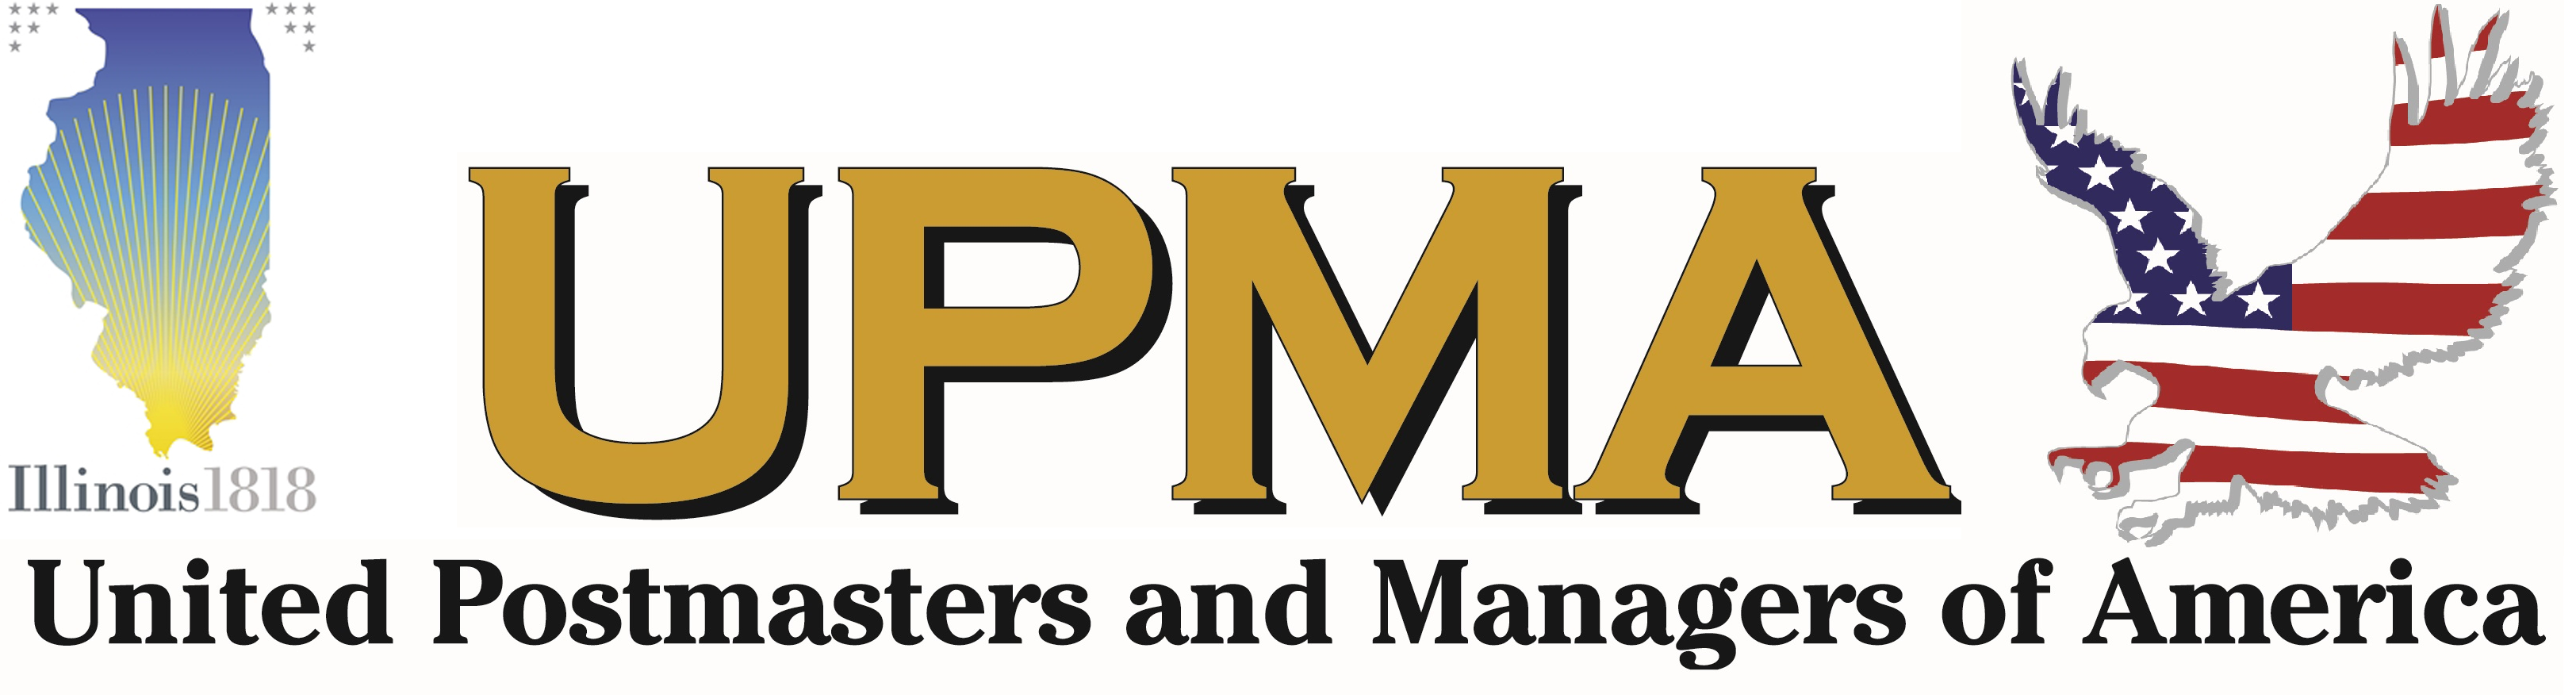 UPMA
Illinois1818
United Postmasters and Managers of America